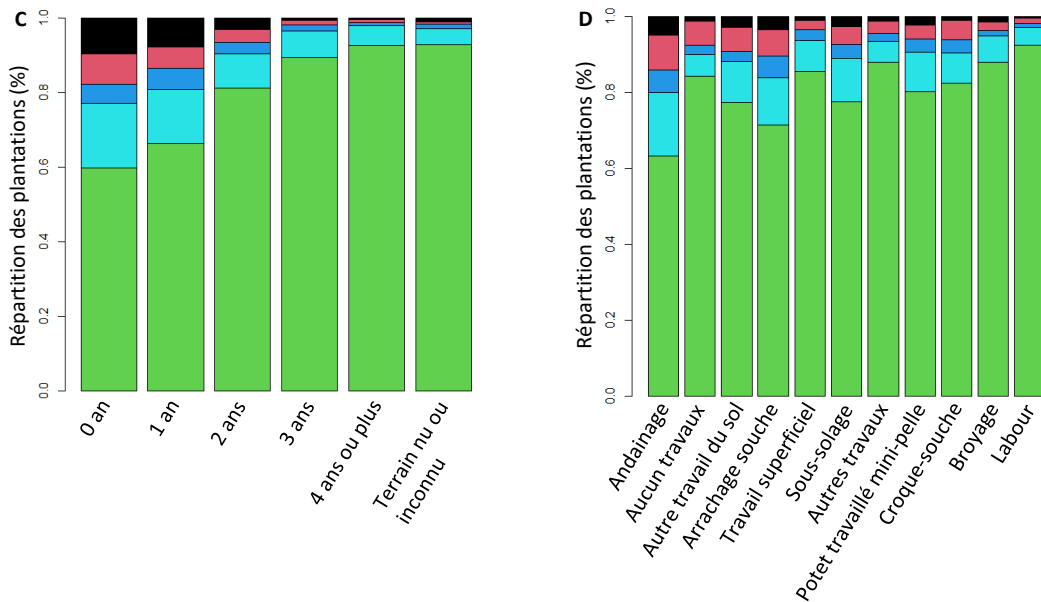 C
Répartition des plantations (%)
1.0
0.8
0.6
0.4
0.2
0.0
0 an
1 an
2 ans
3 ans
4 ans ou plus
Terrain nu ou
inconnu
D
Répartition des plantations (%)
1.0
0.8
0.6
0.4
0.2
0.0
Andainage
Aucun travaux
Autre travail du sol
Arrachage souche
Travail superficiel
Sous-solage
Autres travaux
Potet travaillé mini-pelle
Croque-souche
Broyage
Labour